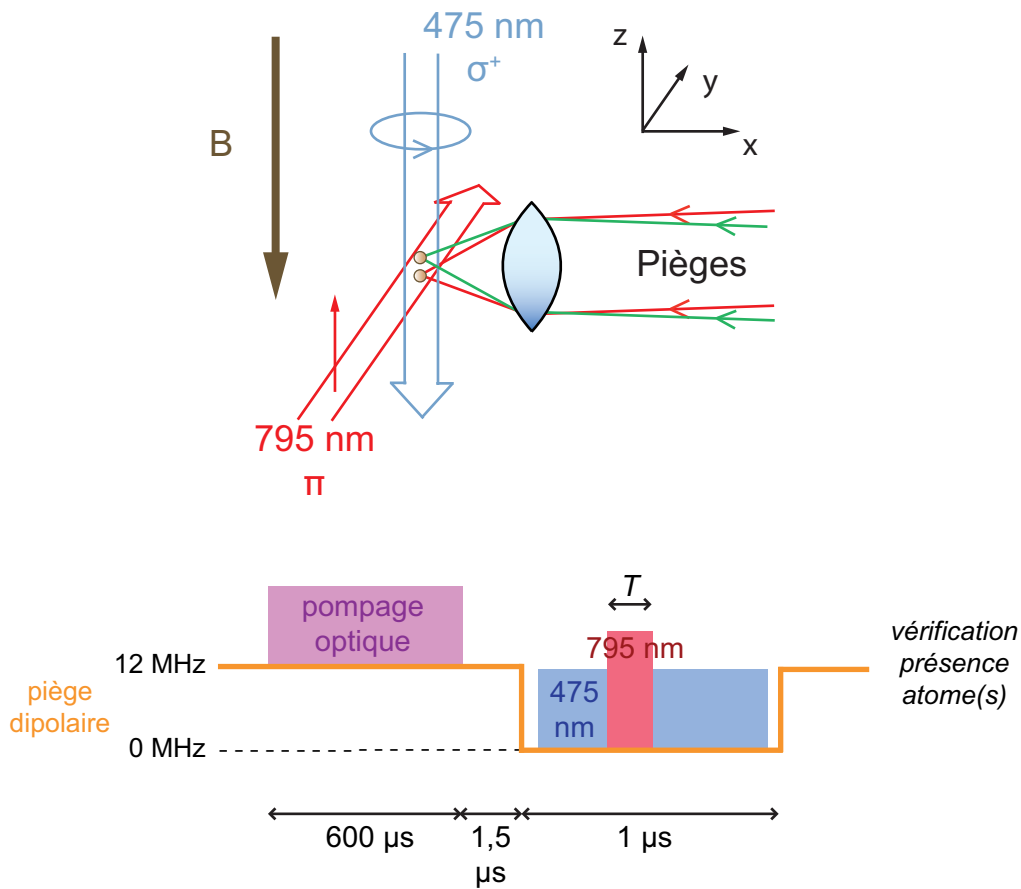 475 nm
σ+
z
y
x
B
Pièges
795 nm
π
pompage
optique
T
795 nm
475
nm
12 MHz
0 MHz
piège
dipolaire
vérification
présence
atome(s)
600 µs
1,5
µs
1 µs